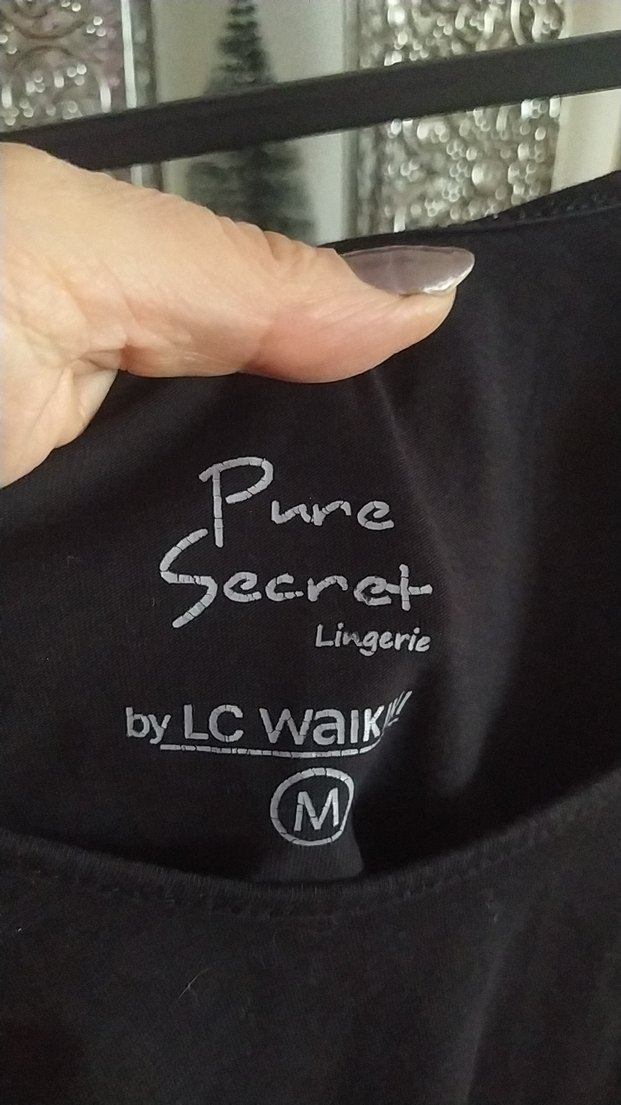 Pure
Secret
Lingerie
by LC WAIKIKI
M